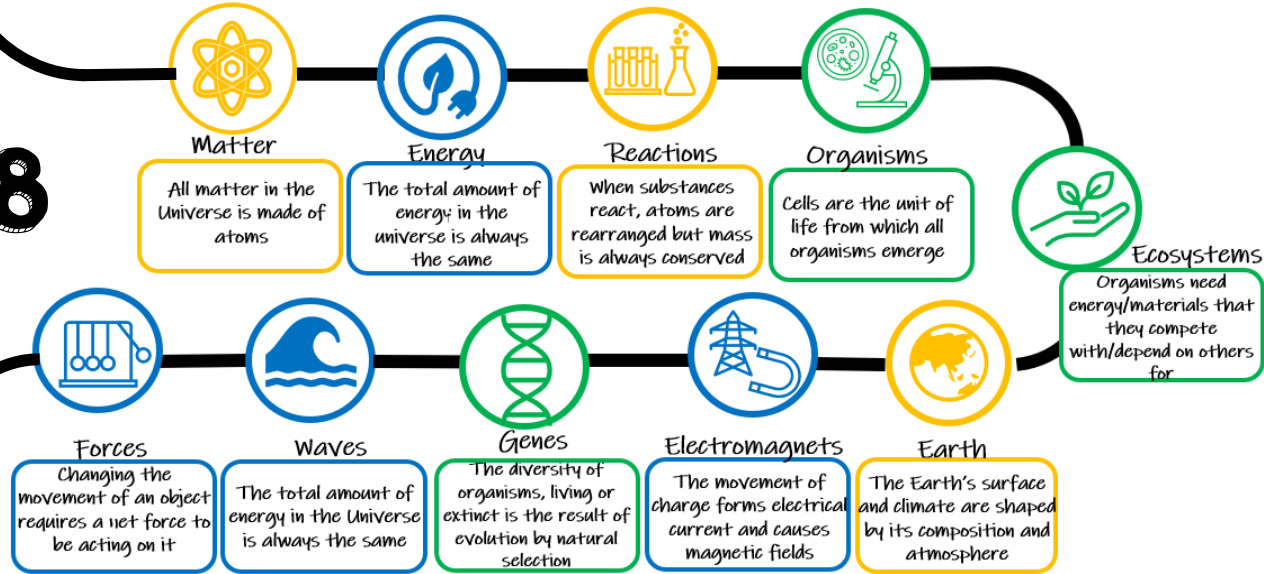 8
Matter
All matter in the
Universe is made of
atoms
Energy
The total amount of
energy in the
universe is always
the same
Reactions
When substances
react, atoms are
rearranged but mass
is always conserved
Organisms
Cells are the unit of
life from which all
organisms emerge
Ecosystems
Organisms need
energy/materials that
they compete
with/depend on others
for
Forces
Changing the
movement of an object
requires a net force to
be acting on it
Waves
The total amount of
energy in the Universe
is always the same
Genes
The diversity of
organisms, living or
extinct is the result of
evolution by natural
selection
Electromagnets
The movement of
charge forms electrical
current and causes
magnetic fields
Earth
The Earth's surface
and climate are shaped
by its composition and
atmosphere